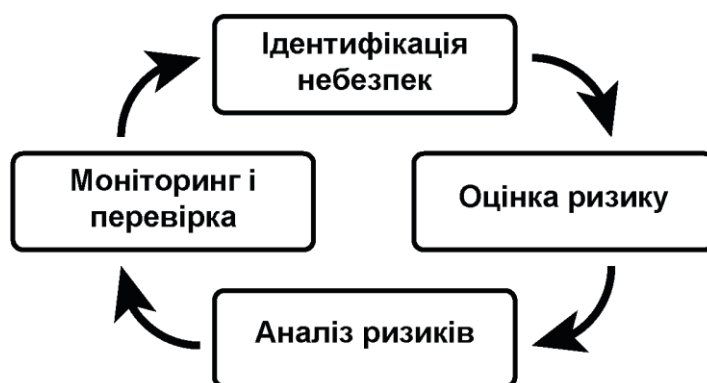 Ідентифікація
небезпек
Моніторинг і
перевірка
Оцінка ризику
Аналіз ризиків